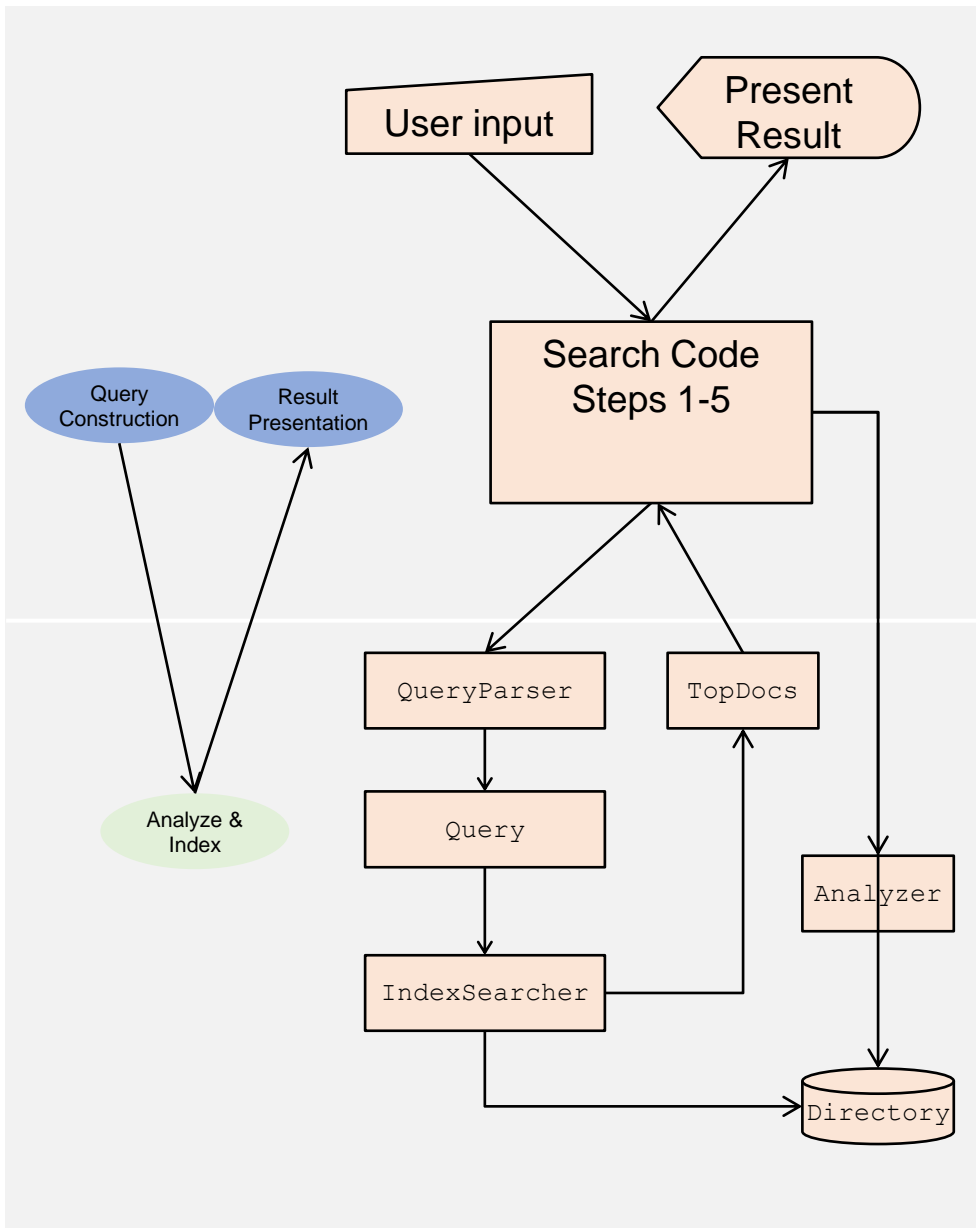 User input
Present
Result
Search Code
Steps 1-5
Query
Construction
Result
Presentation
QueryParser
TopDocs
Analyze &
Index
Query
Analyzer
IndexSearcher
Directory